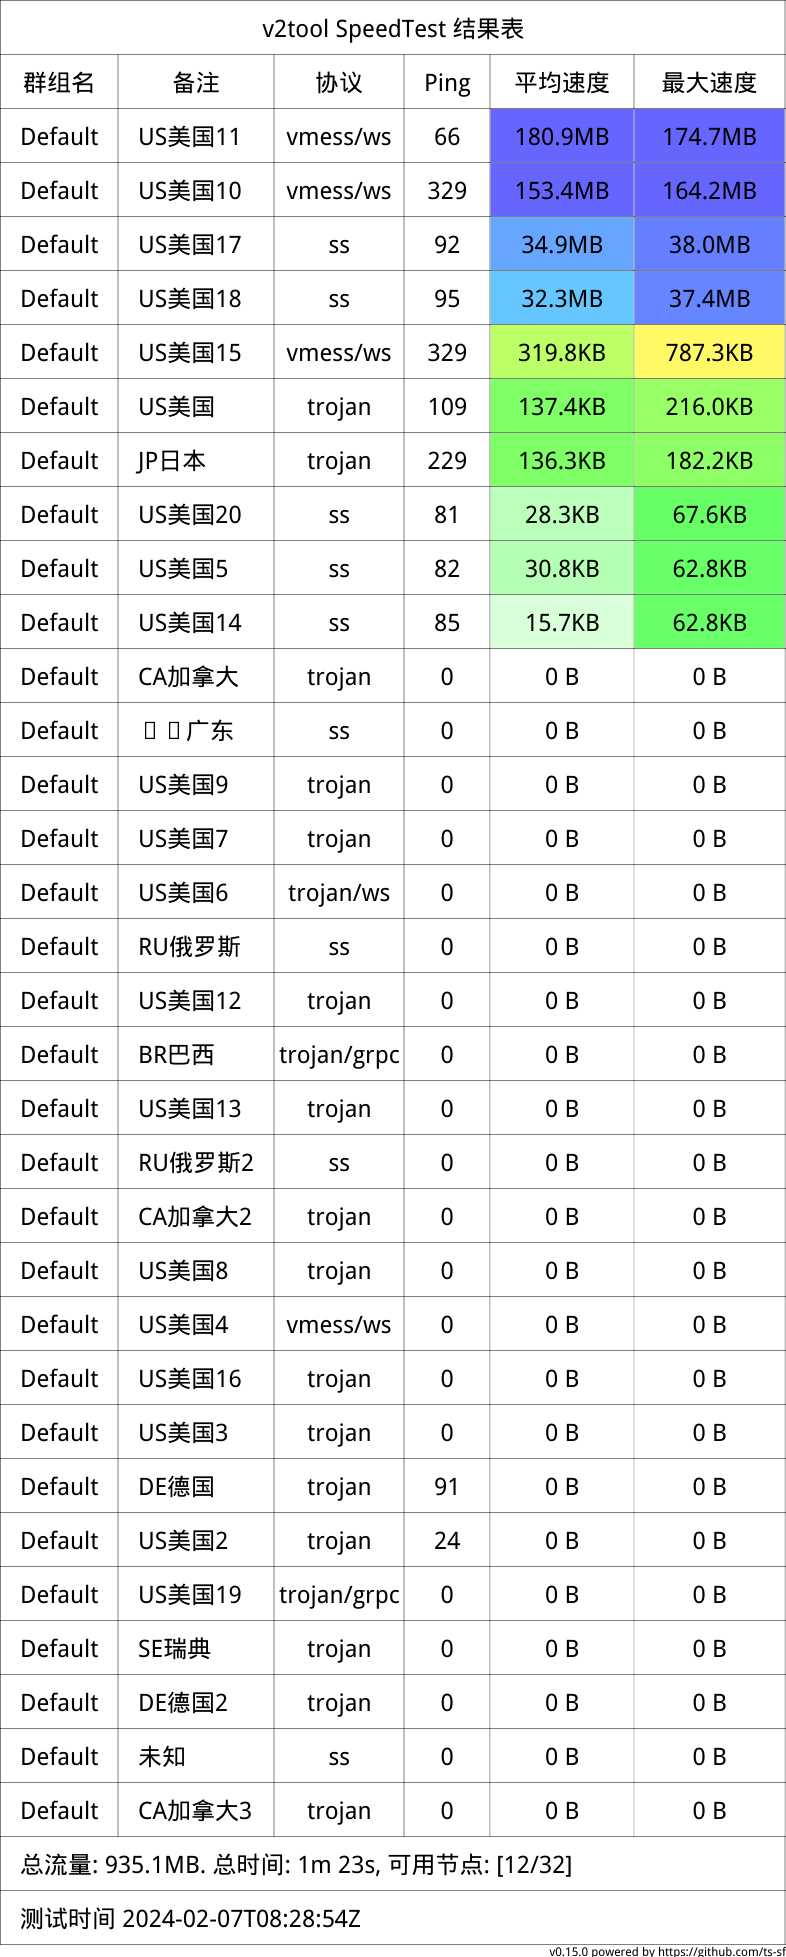 v2tool SpeedTest 结果表
群组名 备注 协议 Ping 平均速度 最大速度
Default US美国11 vmess/ws 66 180.9MB 174.7MB
Default US美国10 vmess/ws 329 153.4MB 164.2MB
Default US美国17 ss 92 34.9MB 38.0MB
Default US美国18 ss 95 32.3MB 37.4MB
Default US美国15 vmess/ws 329 319.8KB 787.3KB
Default US美国 trojan 109 137.4KB 216.0KB
Default JP日本 trojan 229 136.3KB 182.2KB
Default US美国20 ss 81 28.3KB 67.6KB
Default US美国5 ss 82 30.8KB 62.8KB
Default US美国14 ss 85 15.7KB 62.8KB
Default CA加拿大 trojan 0 0 B 0 B
Default 广东 ss 0 0 B 0 B
Default US美国9 trojan 0 0 B 0 B
Default US美国7 trojan 0 0 B 0 B
Default US美国6 trojan/ws 0 0 B 0 B
Default RU俄罗斯 ss 0 0 B 0 B
Default US美国12 trojan 0 0 B 0 B
Default BR巴西 trojan/grpc 0 0 B 0 B
Default US美国13 trojan 0 0 B 0 B
Default RU俄罗斯2 ss 0 0 B 0 B
Default CA加拿大2 trojan 0 0 B 0 B
Default US美国8 trojan 0 0 B 0 B
Default US美国4 vmess/ws 0 0 B 0 B
Default US美国16 trojan 0 0 B 0 B
Default US美国3 trojan 0 0 B 0 B
Default DE德国 trojan 91 0 B 0 B
Default US美国2 trojan 24 0 B 0 B
Default US美国19 trojan/grpc 0 0 B 0 B
Default SE瑞典 trojan 0 0 B 0 B
Default DE德国2 trojan 0 0 B 0 B
Default 未知 ss 0 0 B 0 B
Default CA加拿大3 trojan 0 0 B 0 B
总流量: 935.1MB. 总时间: 1m 23s, 可用节点: [12/32]
测试时间 2024-02-07T08:28:54Z
v0.15.0 powered by https://github.com/ts-sf